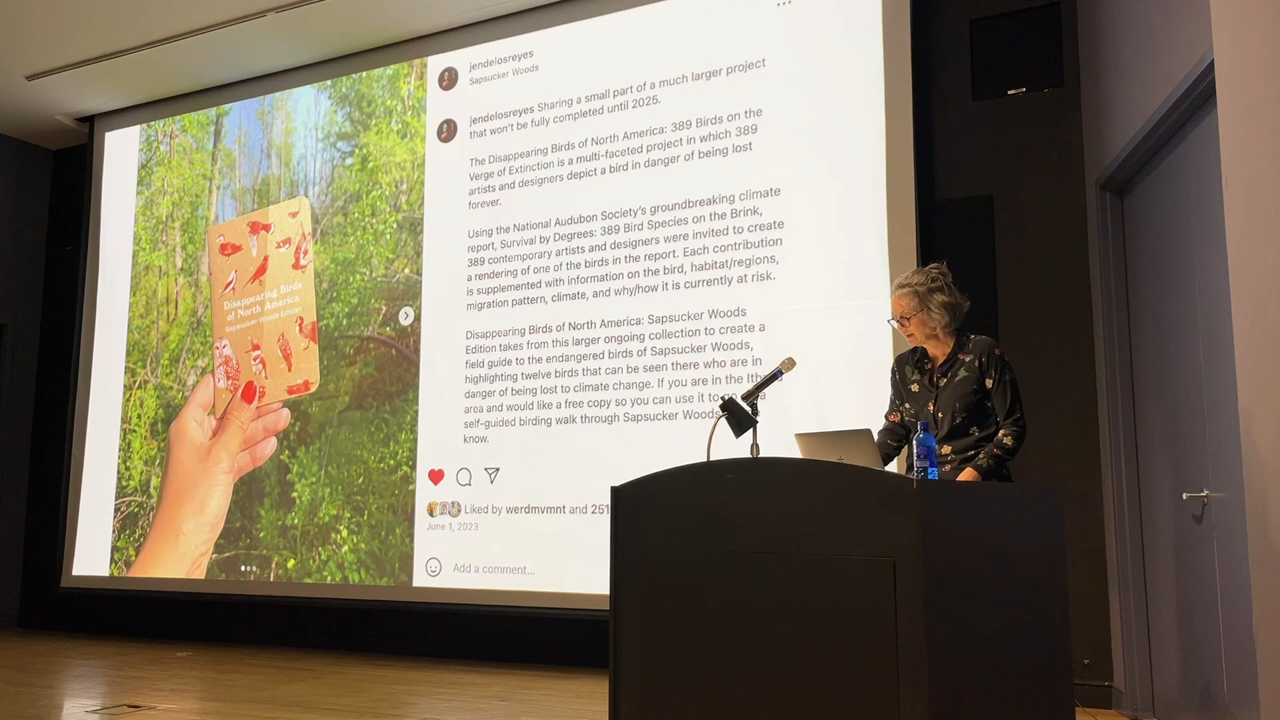 jendelosreyes
Sapsucker Woods
jendelosreyes Sharing a small part of a much larger project
that won't be fully completed until 2025.
The Disappearing Birds of North America: 389 Birds on the
Verge of Extinction is a multi-faceted project in which 389
artists and designers depict a bird in danger of being lost
forever.
Using the National Audubon Society's groundbreaking climate
report, Survival by Degrees: 389 Bird Species on the Brink,
389 contemporary artists and designers were invited to create
a rendering of one of the birds in the report. Each contribution
is supplemented with information on the bird, habitat/regions,
migration pattern, climate, and why/how it is currently at risk.
Disappearing Birds of North America: Sapsucker Woods
Edition takes from this larger ongoing collection to create a
field guide to the endangered birds of Sapsucker Woods,
highlighting twelve birds that can be seen there who are in
danger of being lost to climate change. If you are in the
area and would like a free copy so you can use it to
self-guided birding walk through Sapsucker Woods
know.
Liked by werdmvmnt and 251
June 1, 2023
Add a comment...
Disappearing Birds
of North America
Sapsucker Woods Edition